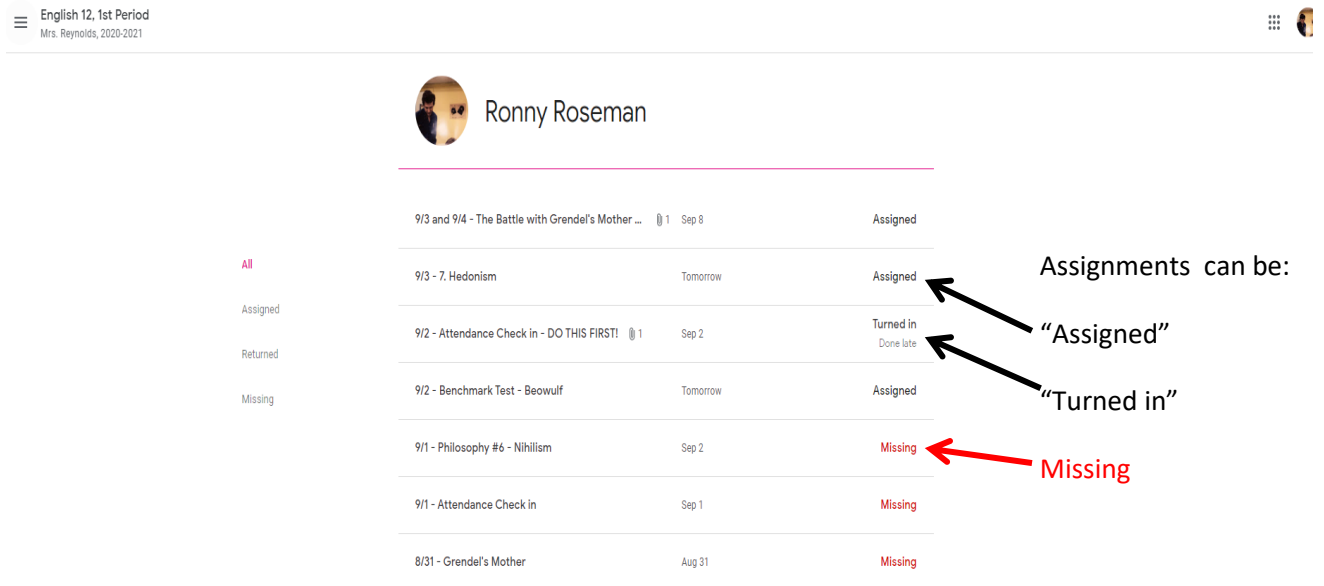 English 12, 1st Period
Mrs. Reynolds, 2020-2021
Ronny Roseman
All
Assigned
Returned
Missing
9/3 and 9/4 - The Battle with Grendel's Mother ... 1 Sep 8 Assigned
9/3 - 7. Hedonism Tomorrow Assigned
9/2 - Attendance Check in - DO THIS FIRST! 1 Sep 2 Turned in
Done late
9/2 - Benchmark Test - Beowulf Tomorrow Assigned
9/1 - Philosophy #6 - Nihilism Sep 2 Missing
9/1 - Attendance Check in Sep 1 Missing
8/31 - Grendel's Mother Aug 31 Missing
Assignments can be:
“Assigned”
“Turned in”
Missing